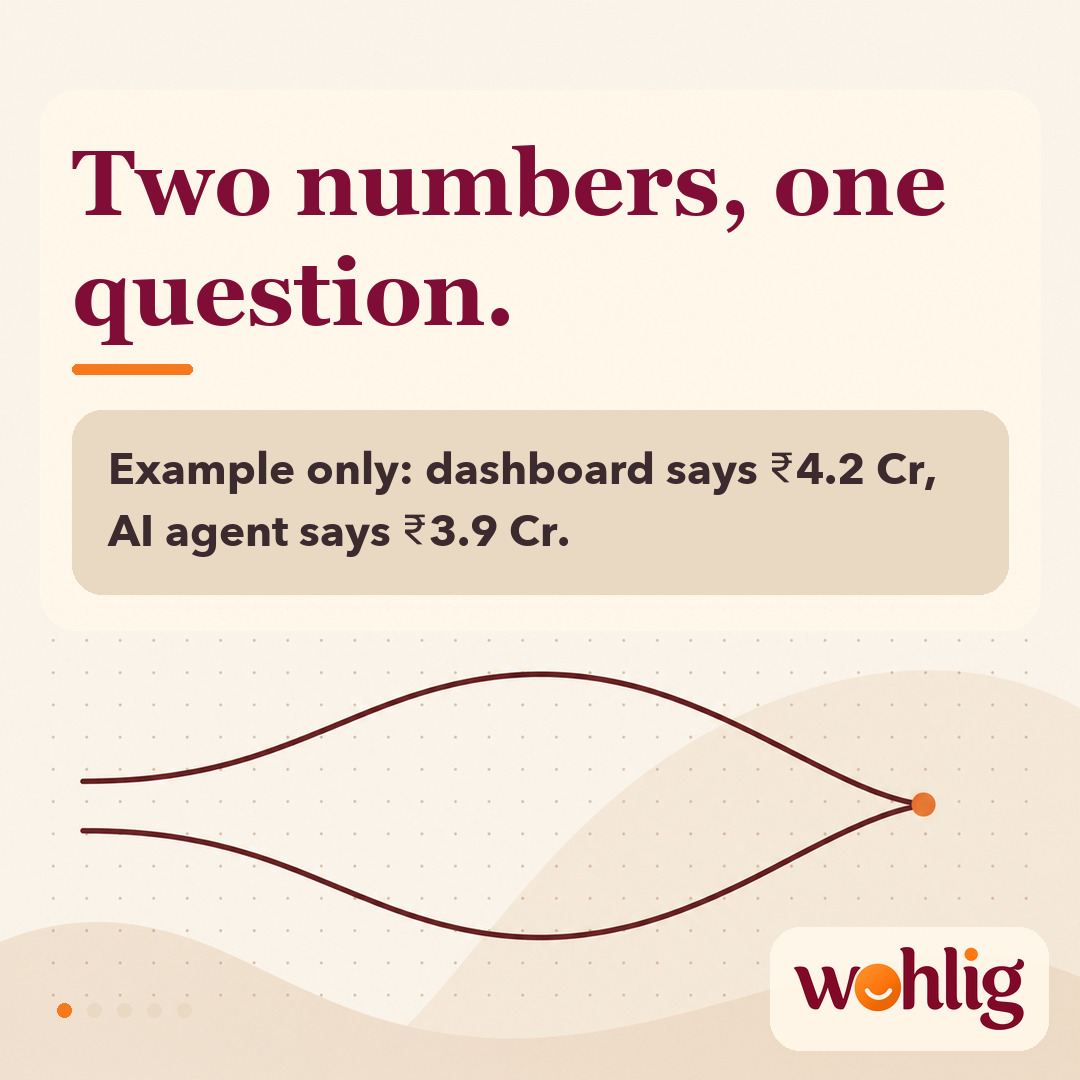 Two numbers, one
question.
Example only: dashboard says ₹4.2 Cr,
AI agent says ₹3.9 Cr.
wohlig